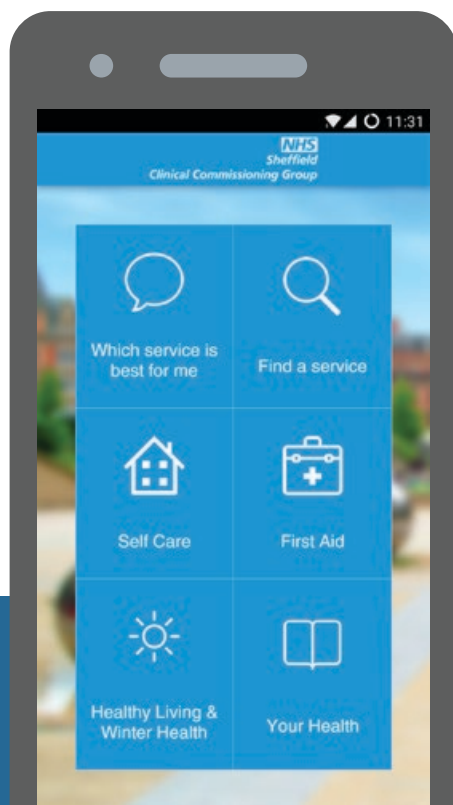 11:31
NHS
Sheffield
Clinical Commissioning Group
Which service is
best for me
Find a service
Self Care
First Aid
Healthy Living &
Winter Health
Your Health